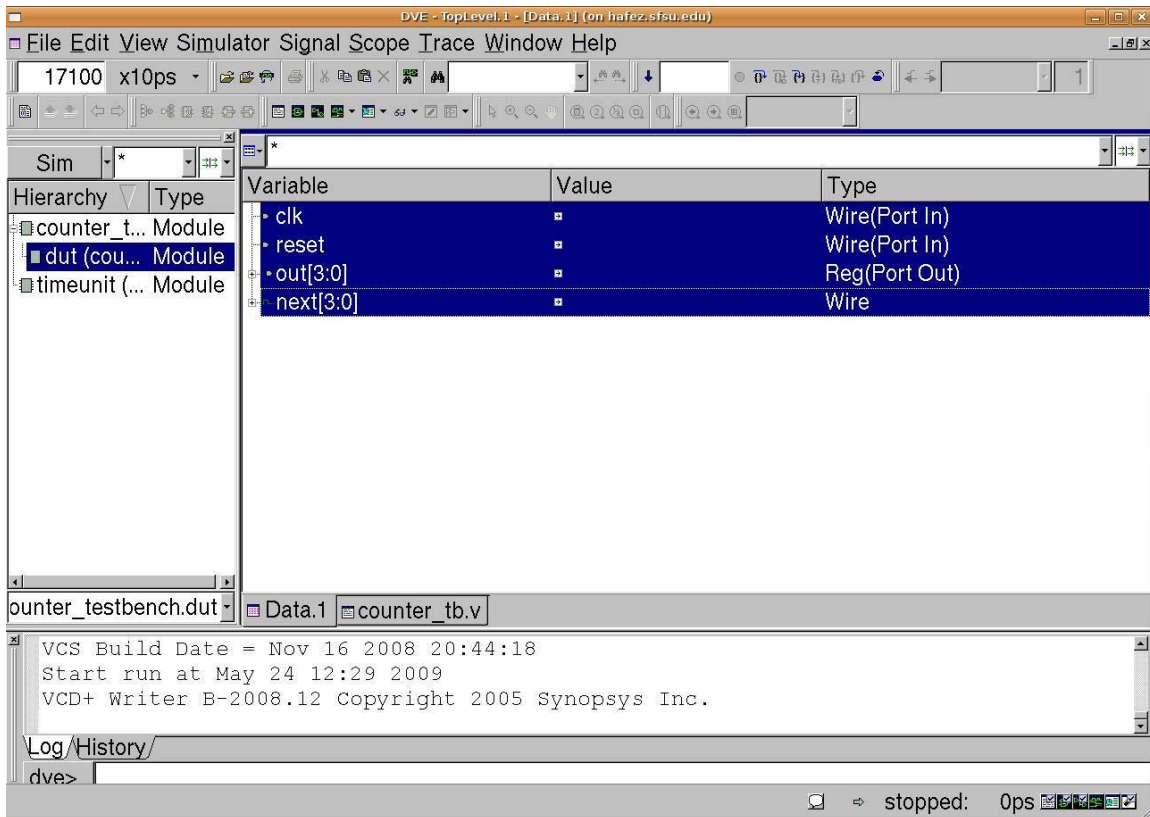 DVE - TopLevel.1 - [Data.1] (on hafez.sfsu.edu)
File Edit View Simulator Signal Scope Trace Window Help
17100 x10ps
1
Sim * *
Hierarchy Type
counter_t... Module
dut (cou... Module
timeunit (... Module
Variable Value Type
clk Wire(Port In)
reset Wire(Port In)
out[3:0] Reg(Port Out)
next[3:0] Wire
ounter_testbench.dut
Data.1 counter_tb.v
VCS Build Date = Nov 16 2008 20:44:18
Start run at May 24 12:29 2009
VCD+ Writer B-2008.12 Copyright 2005 Synopsys Inc.
Log History
dve>
stopped: 0ps